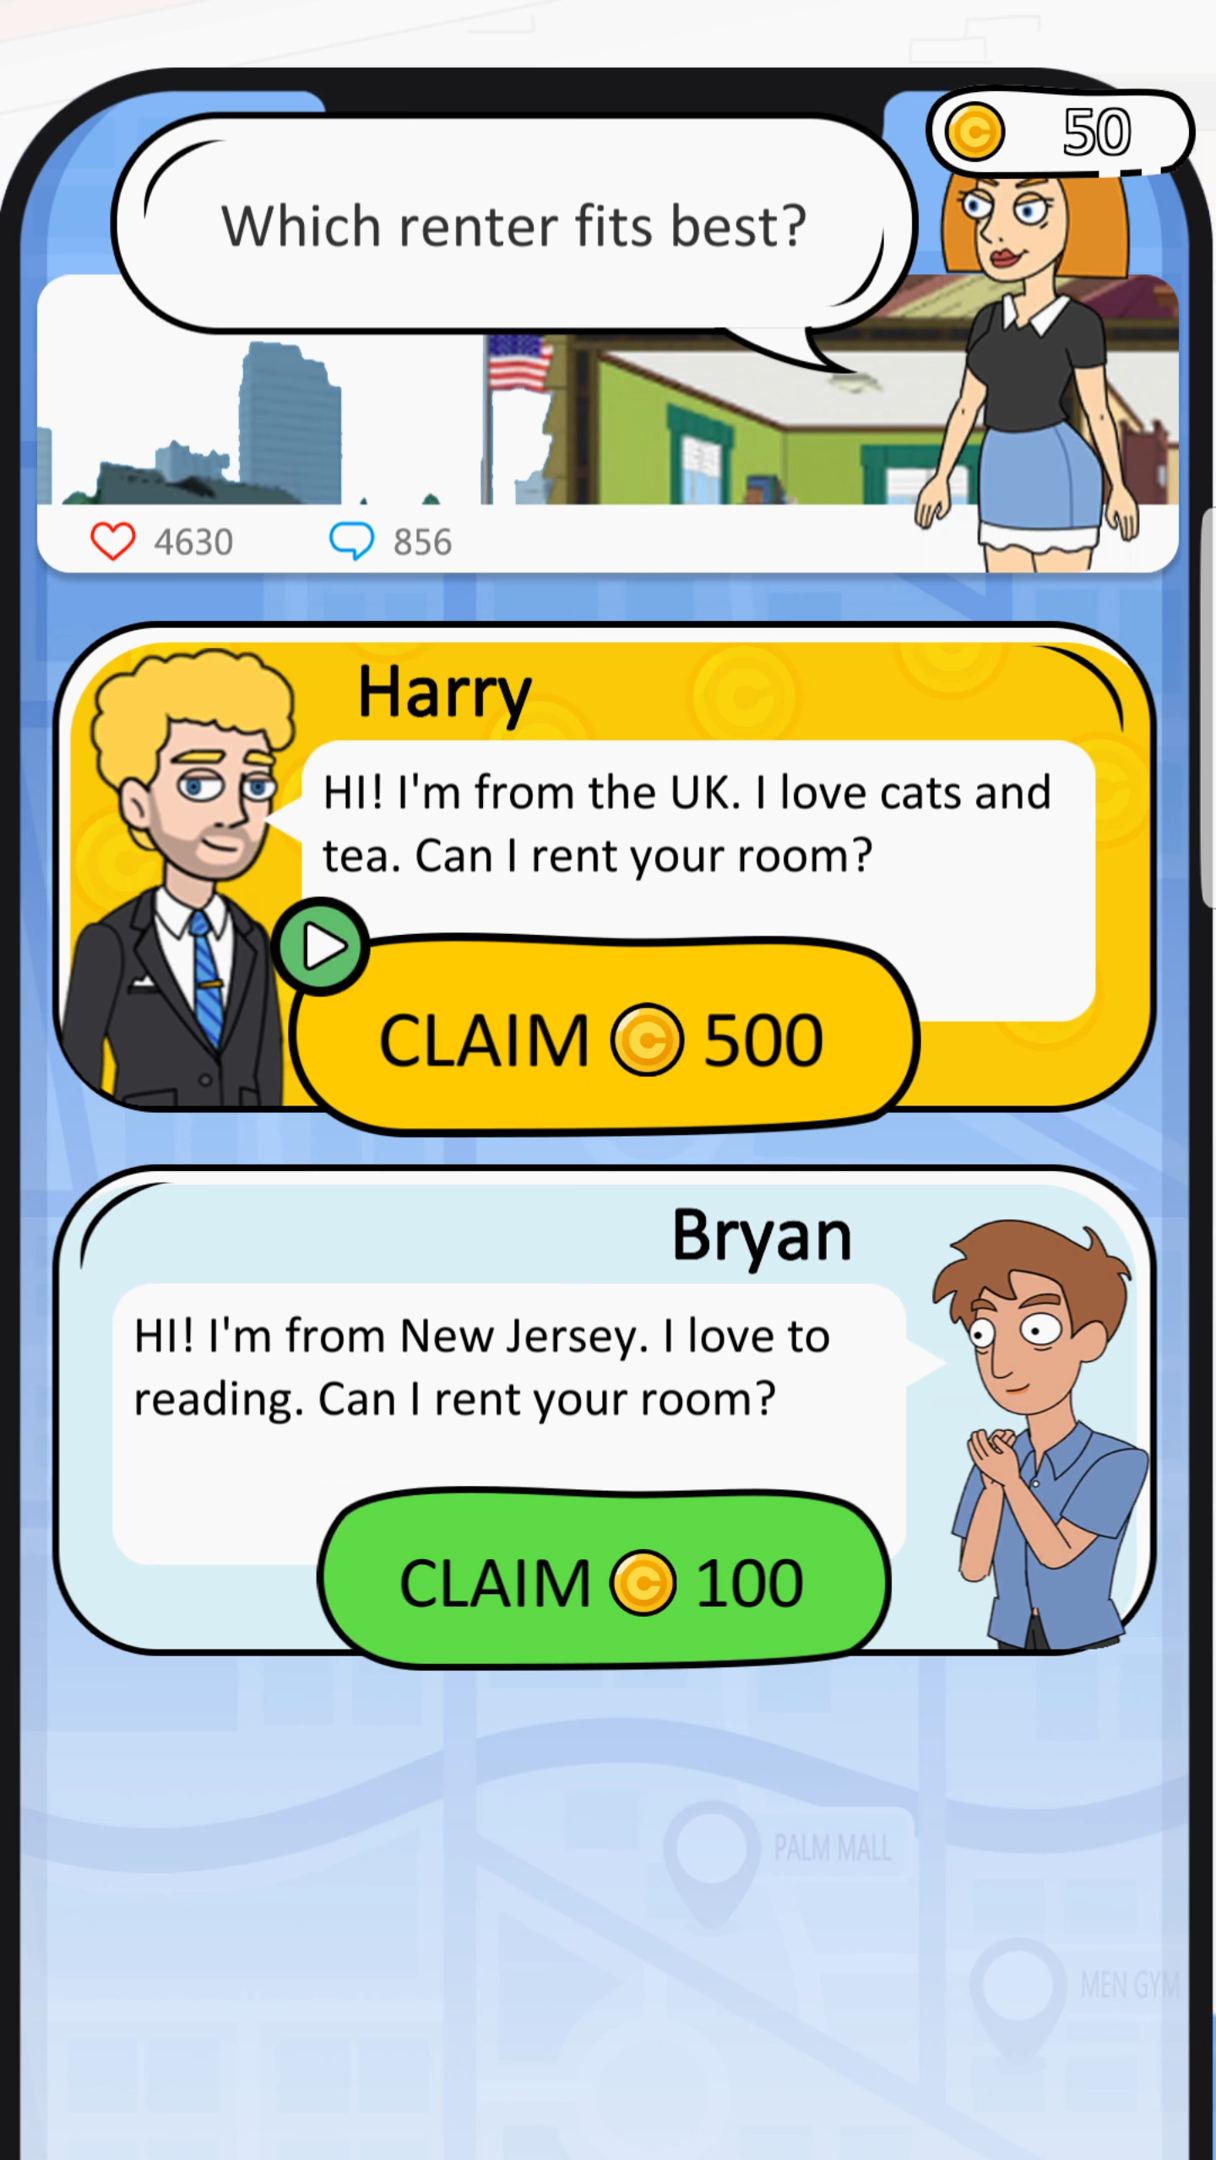 50
Which renter fits best?
4630 856
Harry
HI! I'm from the UK. I love cats and
tea. Can I rent your room?
CLAIM 500
Bryan
HI! I'm from New Jersey. I love to
reading. Can I rent your room?
CLAIM 100
PALM MALL
MEN GYM